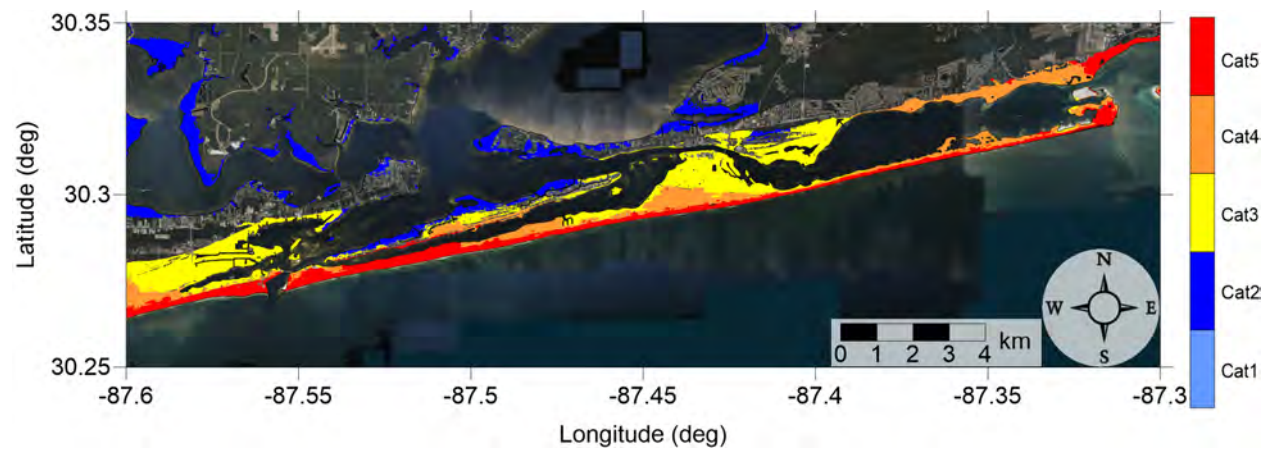 30.35
30.3
30.25
Latitude (deg)
-87.6
-87.55
-87.5
-87.45
-87.4
-87.35
-87.3
Longitude (deg)
0 1 2 3 4 km
N
W E
S
Cat5
Cat4
Cat3
Cat2
Cat1